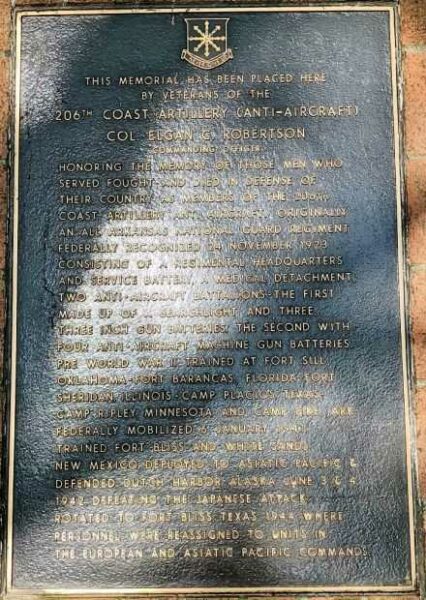 THIS MEMORIAL HAS BEEN PLACED HERE
BY VETERANS OF THE
206TH COAST ARTILLERY (ANTI-AIRCRAFT)
COL ELGAN C. ROBERTSON
COMMANDING OFFICER
HONORING THE MEMORY OF THOSE MEN WHO
SERVED FOUGHT AND DIED IN DEFENSE OF
THEIR COUNTRY AS MEMBERS OF THE 206TH
COAST ARTILLERY ANTI-AIRCRAFT, ORIGINALLY
AN ALL ARKANSAS NATIONAL GUARD REGIMENT
FEDERALLY RECOGNIZED NOVEMBER 1923
CONSISTING OF A REGIMENTAL HEADQUARTERS
AND SERVICE BATTERY, A MEDICAL DETACHMENT,
TWO ANTI-AIRCRAFT BATTALIONS-THE FIRST
MADE UP OF A SEARCHLIGHT AND THREE
THREE INCH GUN BATTERIES, THE SECOND WITH
FOUR ANTI-AIRCRAFT MACHINE GUN BATTERIES
PRE WORLD WAR II TRAINED AT FORT SILL
OKLAHOMA-FORT BARANCAS, FLORIDA-FORT
SHERIDAN ILLINOIS-CAMP PLACIOS, TEXAS,
CAMP RIPLEY MINNESOTA AND CAMP PIKE, ARK
FEDERALLY MOBILIZED 6 JANUARY 1941
TRAINED FORT BLISS AND WHITE SANDS
NEW MEXICO, DEPLOYED TO ASIATIC PACIFIC &
DEFENDED DUTCH HARBOR ALASKA JUNE 3 & 4
1942 DEFEATING THE JAPANESE ATTACK
ROTATED TO FORT BLISS TEXAS 1944 WHERE
PERSONNEL WERE REASSIGNED TO UNITS IN
THE EUROPEAN AND ASIATIC PACIFIC COMMANDS